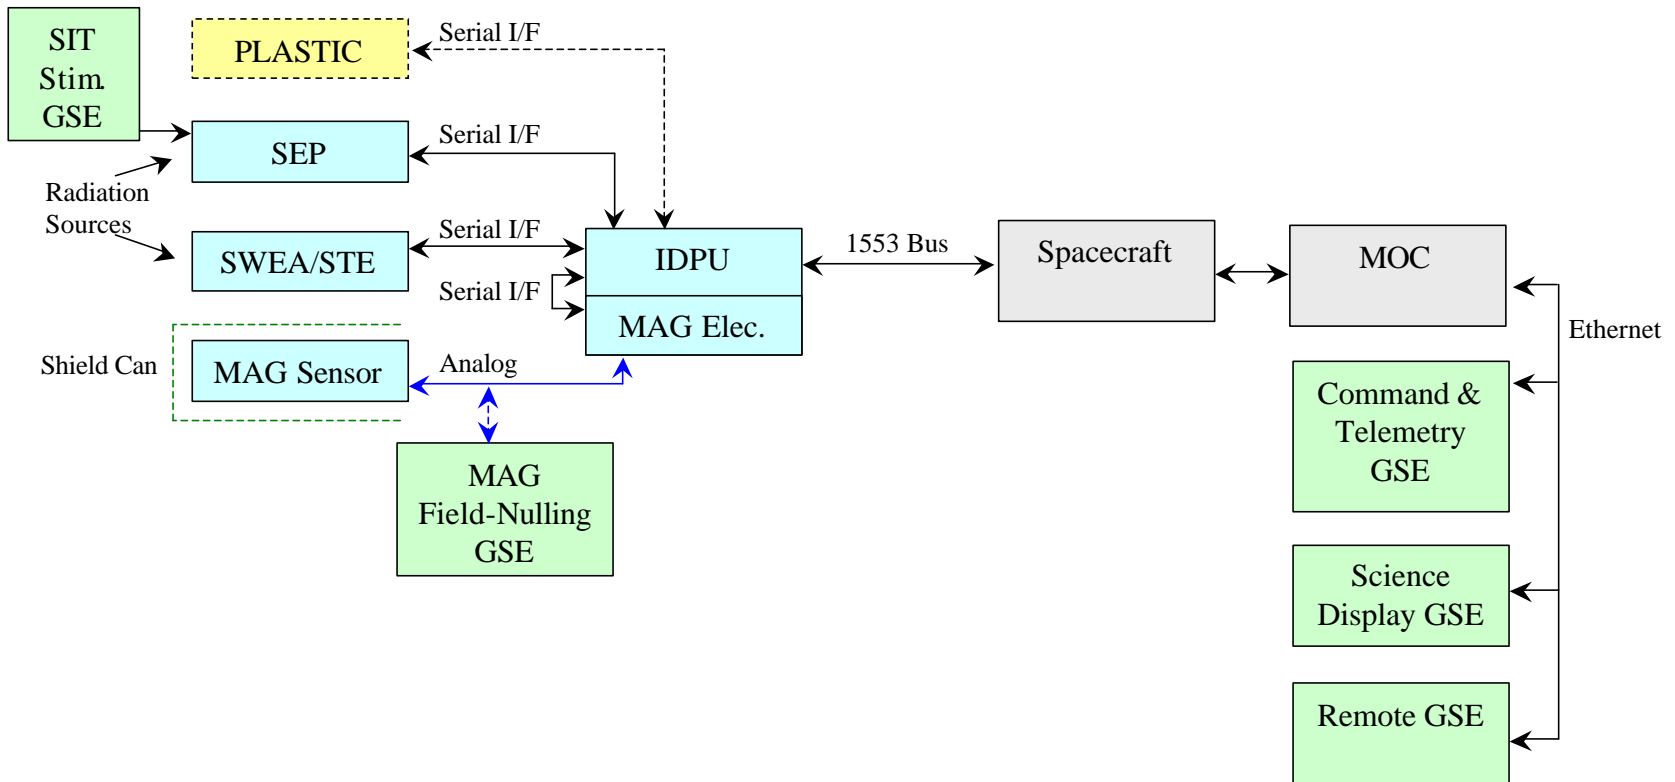 SIT
Stim.
GSE
PLASTIC
Serial I/F
SEP
Serial I/F
Radiation
Sources
SWEA/STE
Serial I/F
Serial I/F
IDPU
MAG Elec.
1553 Bus
Spacecraft
MOC
Ethernet
Shield Can
MAG Sensor
Analog
MAG
Field-Nulling
GSE
Command &
Telemetry
GSE
Science
Display GSE
Remote GSE